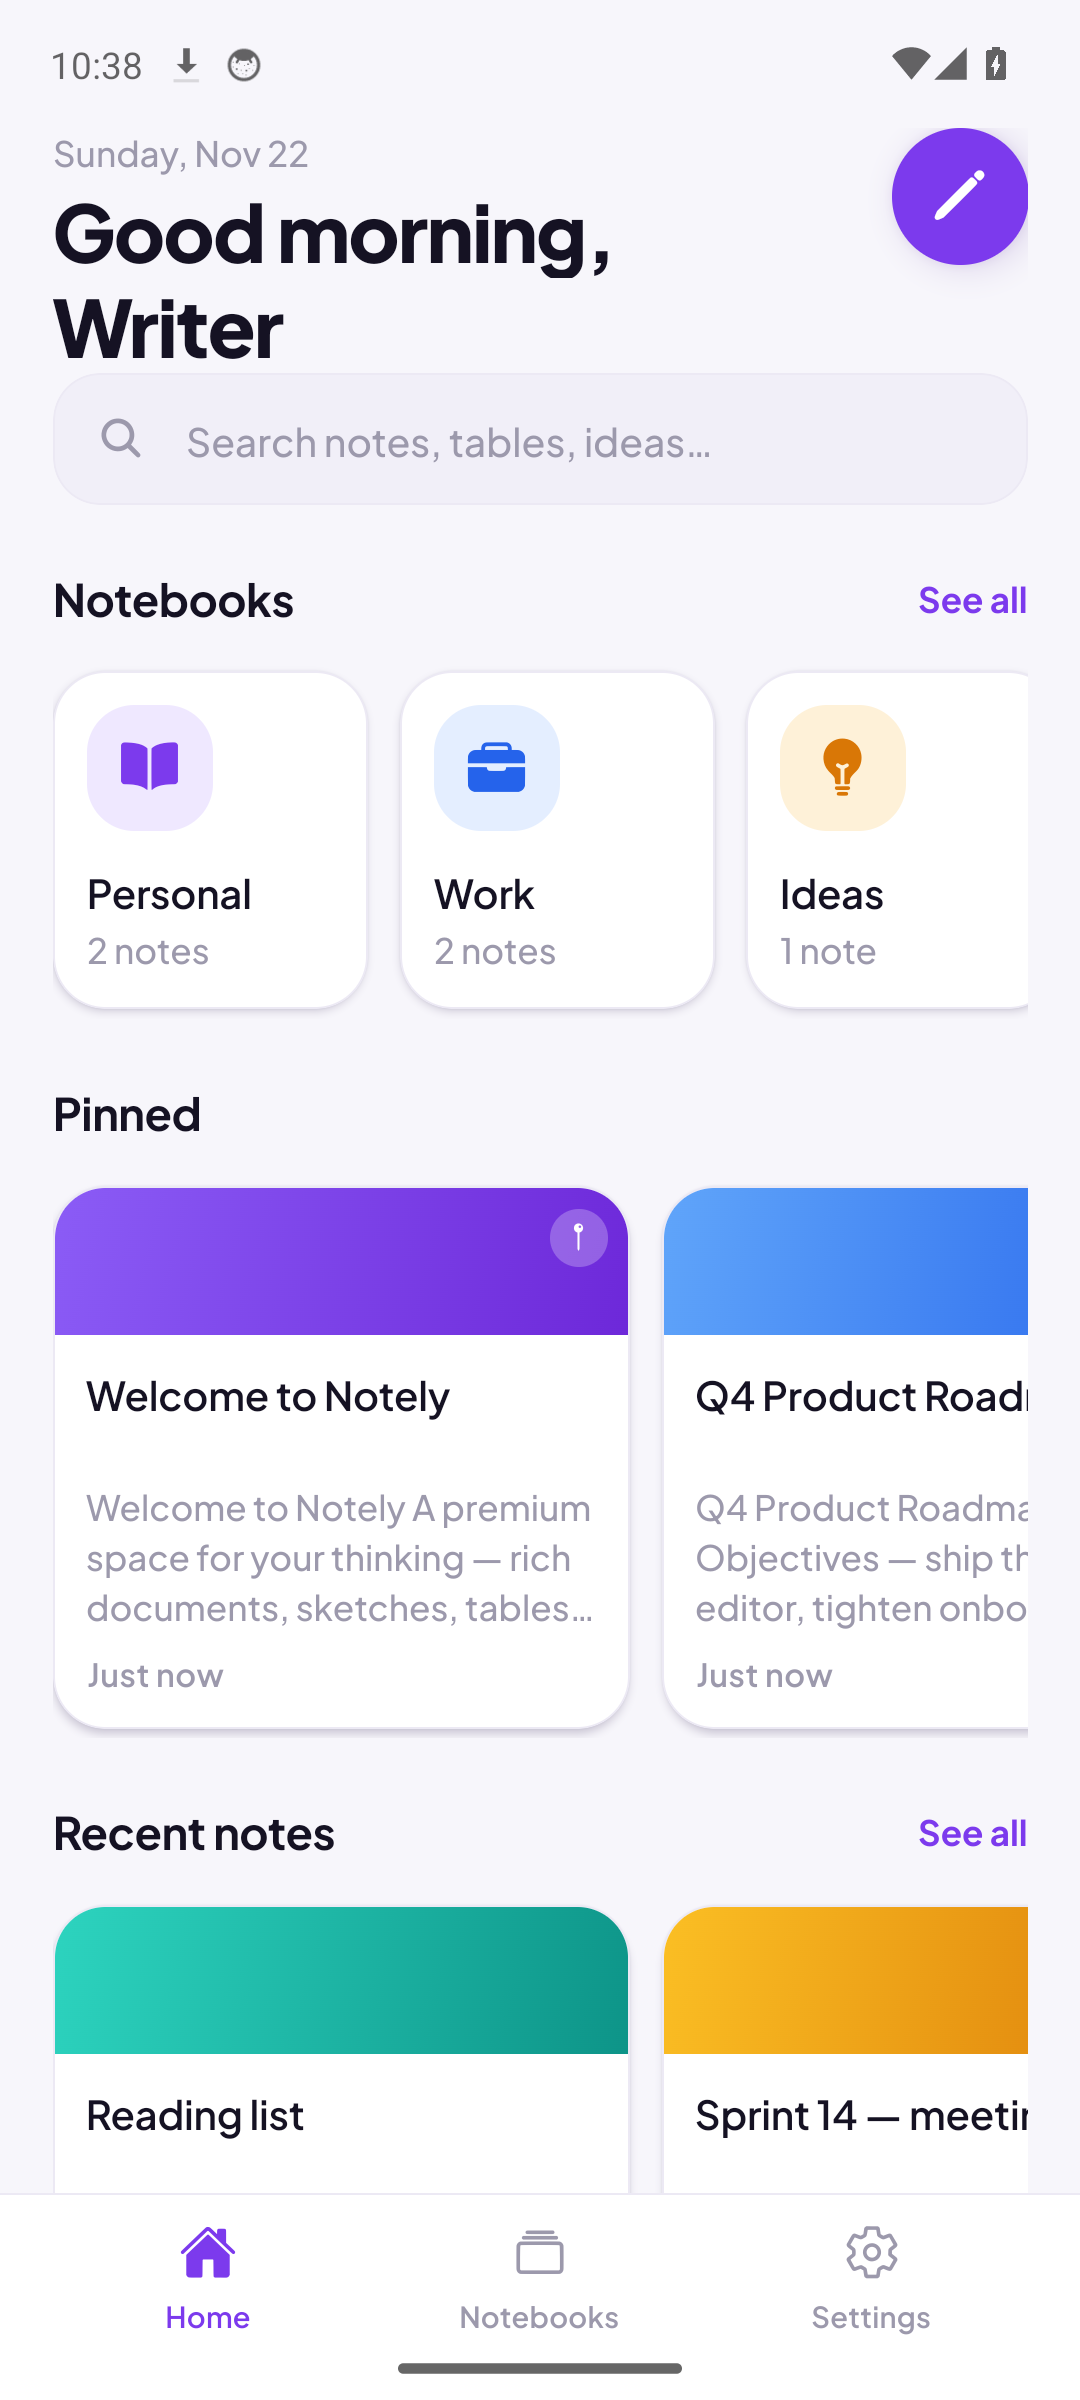 10:38
Sunday, Nov 22
Good morning,
Writer
Search notes, tables, ideas...
Notebooks
See all
Personal
2 notes
Work
2 notes
Ideas
1 note
Pinned
Welcome to Notely
Welcome to Notely A premium
space for your thinking — rich
documents, sketches, tables...
Just now
Q4 Product Roadm
Q4 Product Roadma
Objectives — ship th
editor, tighten onbo
Just now
Recent notes
See all
Reading list
Sprint 14 — meetin
Home
Notebooks
Settings